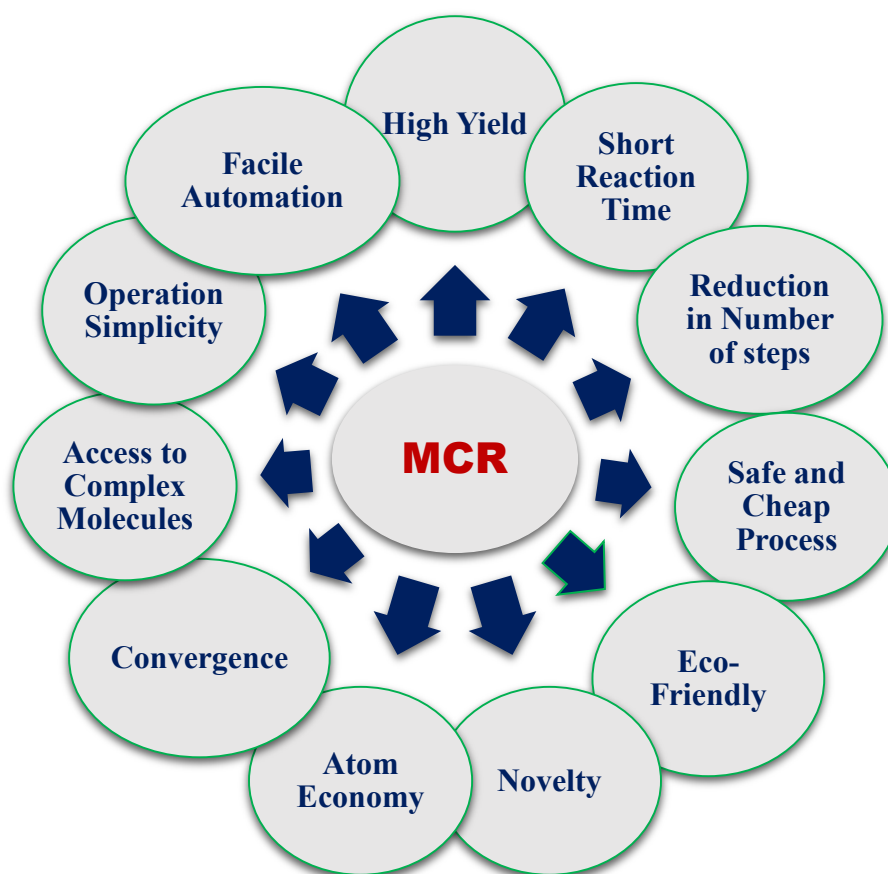 High Yield
Short
Reaction
Time
Reduction
in Number
of steps
Safe and
Cheap
Process
Eco-
Friendly
Novelty
Atom
Economy
Convergence
Access to
Complex
Molecules
Operation
Simplicity
Facile
Automation
MCR